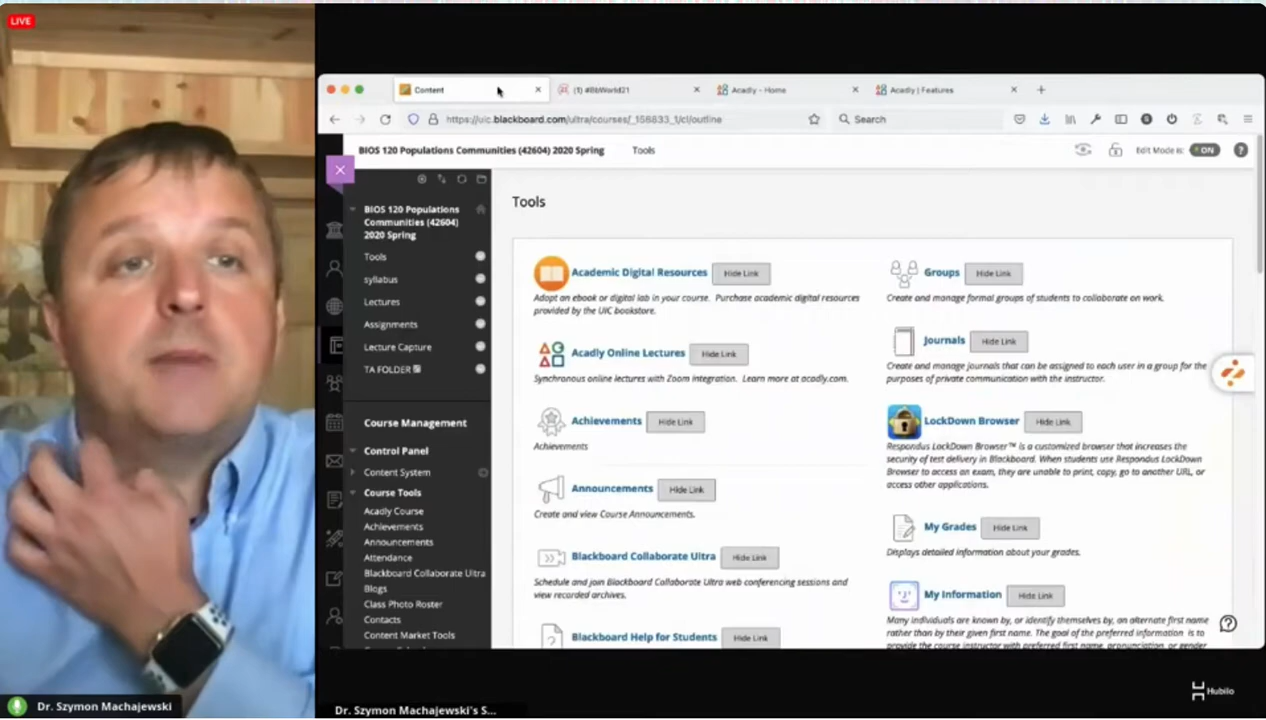 LIVE
Content
(1) #BbWorld21
Acadly - Home
Acadly | Features
https://uic.blackboard.com/ultra/courses/_156833_1/cl/outline
Search
BIOS 120 Populations Communities (42604) 2020 Spring
Tools
Edit Mode is:
ON
BIOS 120 Populations
Communities (42604)
2020 Spring
Tools
syllabus
Lectures
Assignments
Lecture Capture
TA FOLDER
Course Management
Control Panel
Content System
Course Tools
Acadly Course
Achievements
Announcements
Attendance
Blackboard Collaborate Ultra
Blogs
Class Photo Roster
Contacts
Content Market Tools
Tools
Academic Digital Resources
Hide Link
Adopt an ebook or digital lab in your course. Purchase academic digital resources
provided by the UIC bookstore.
Acadly Online Lectures
Hide Link
Synchronous online lectures with Zoom integration. Learn more at acadly.com.
Achievements
Hide Link
Achievements
Announcements
Hide Link
Create and view Course Announcements.
Blackboard Collaborate Ultra
Hide Link
Schedule and join Blackboard Collaborate Ultra web conferencing sessions and
view recorded archives.
Blackboard Help for Students
Hide Link
Groups
Hide Link
Create and manage formal groups of students to collaborate on work.
Journals
Hide Link
Create and manage journals that can be assigned to each user in a group for the
purposes of private communication with the instructor.
LockDown Browser
Hide Link
Respondus LockDown Browser™ is a customized browser that increases the
security of test delivery in Blackboard. When students use Respondus LockDown
Browser to access an exam, they are unable to print, copy, go to another URL, or
access other applications.
My Grades
Hide Link
Displays detailed information about your grades.
My Information
Hide Link
Many individuals are known by, or identify themselves by, an alternate first name
rather than by their given first name. The goal of the preferred information is to
provide the course instructor with preferred first name, pronunciation, or gender
Dr. Szymon Machajewski
Dr. Szymon Machajewski's S...
Hubilo